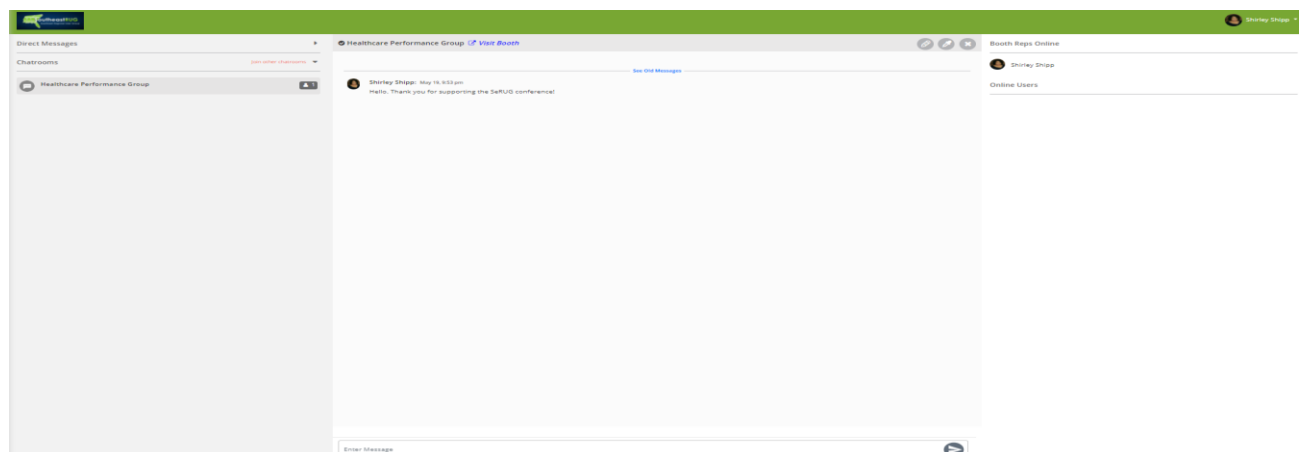 SoutheastRUG
Shirley Shipp
Direct Messages
Chatrooms
Join other chatrooms
Healthcare Performance Group
1
Healthcare Performance Group Visit Booth
See Old Messages
Shirley Shipp:
Hello, Thank you for supporting the SeRUG conference!
Enter Message
Booth Reps Online
Shirley Shipp
Online Users